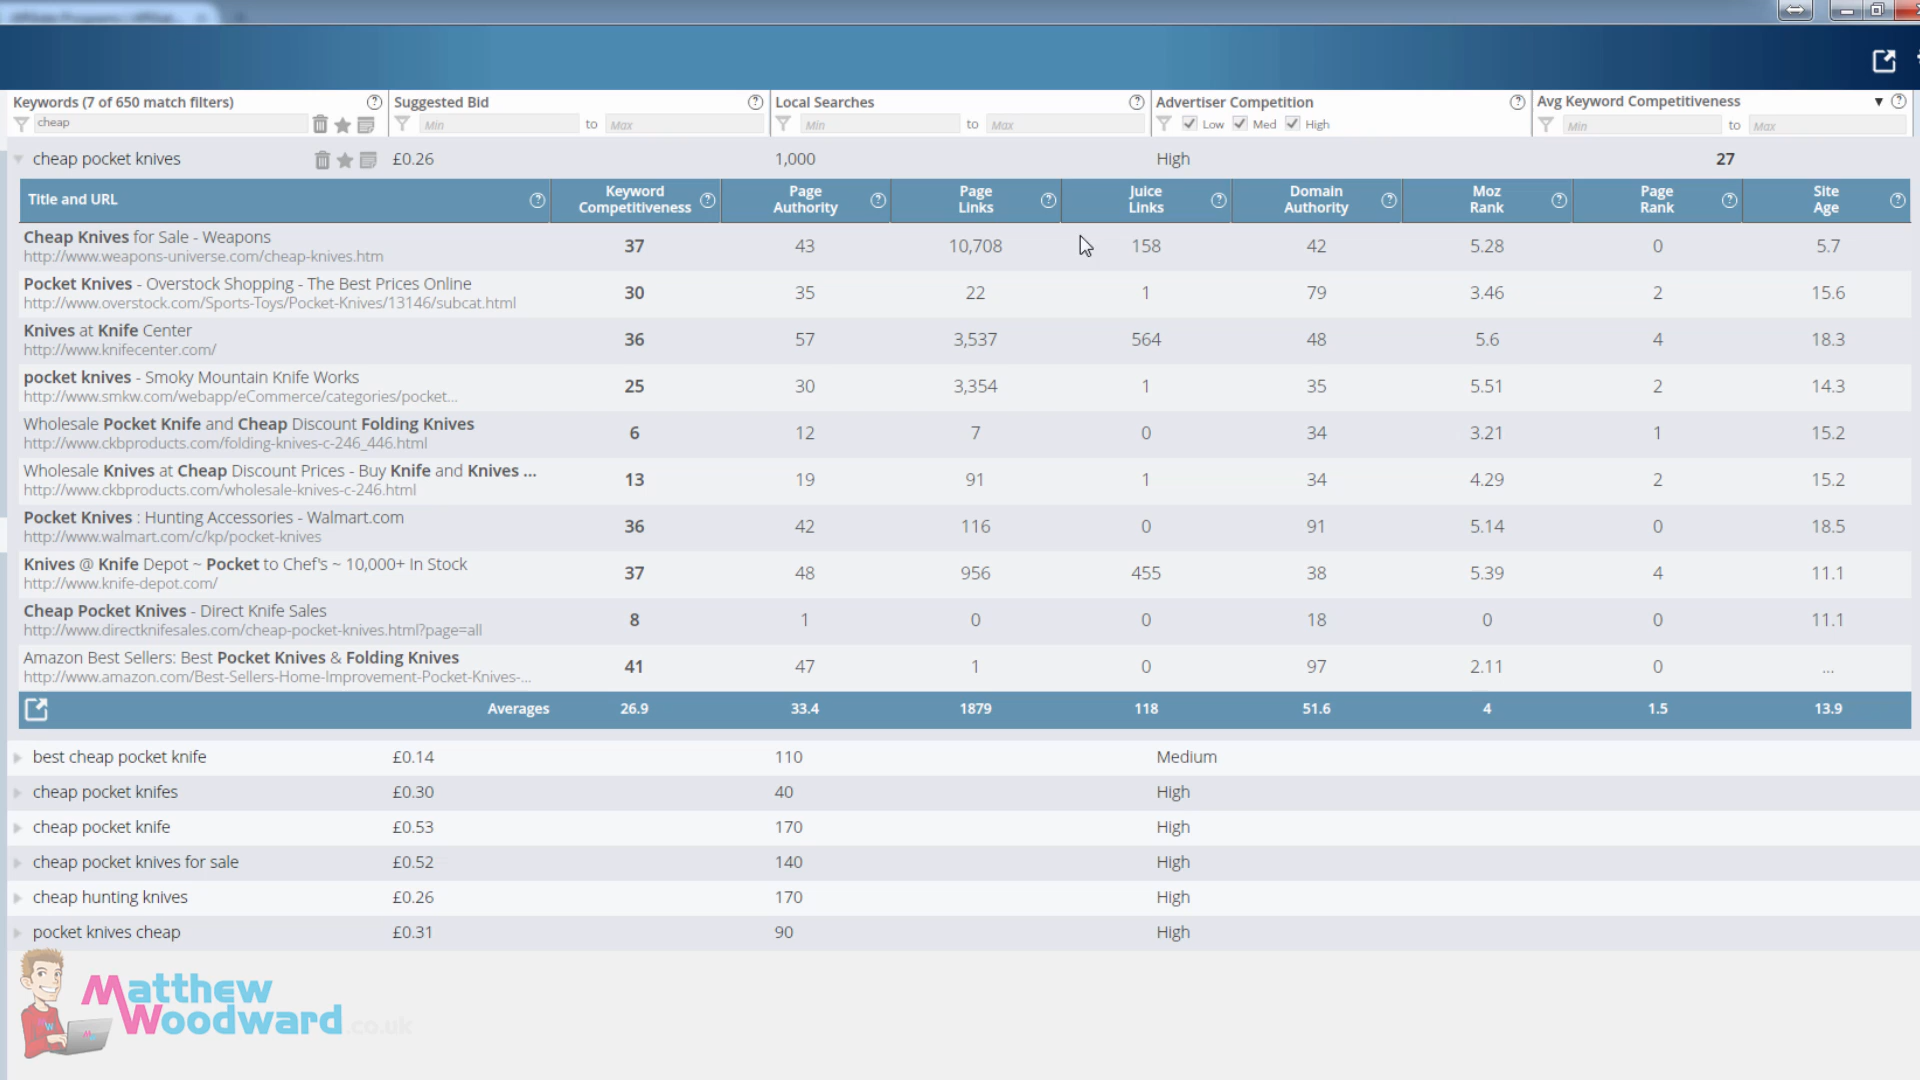 Keywords (7 of 650 match filters) Suggested Bid Local Searches Advertiser Competition Avg Keyword Competitiveness
cheap Min to Max Min to Max Low Med High Min to Max
cheap pocket knives £0.26 1,000 High 27
Title and URL Keyword Competitiveness Page Authority Page Links Juice Links Domain Authority Moz Rank Page Rank Site Age
Cheap Knives for Sale - Weapons
http://www.weapons-universe.com/cheap-knives.htm
37 43 10,708 158 42 5.28 0 5.7
Pocket Knives - Overstock Shopping - The Best Prices Online
http://www.overstock.com/Sports-Toys/Pocket-Knives/13146/subcat.html
30 35 22 1 79 3.46 2 15.6
Knives at Knife Center
http://www.knifecenter.com/
36 57 3,537 564 48 5.6 4 18.3
pocket knives - Smoky Mountain Knife Works
http://www.smkw.com/webapp/eCommerce/categories/pocket...
25 30 3,354 1 35 5.51 2 14.3
Wholesale Pocket Knife and Cheap Discount Folding Knives
http://www.ckbproducts.com/folding-knives-c-246_446.html
6 12 7 0 34 3.21 1 15.2
Wholesale Knives at Cheap Discount Prices - Buy Knife and Knives ...
http://www.ckbproducts.com/wholesale-knives-c-246.html
13 19 91 1 34 4.29 2 15.2
Pocket Knives : Hunting Accessories - Walmart.com
http://www.walmart.com/c/kp/pocket-knives
36 42 116 0 91 5.14 0 18.5
Knives @ Knife Depot ~ Pocket to Chef's ~ 10,000+ In Stock
http://www.knife-depot.com/
37 48 956 455 38 5.39 4 11.1
Cheap Pocket Knives - Direct Knife Sales
http://www.directknifesales.com/cheap-pocket-knives.html?page=all
8 1 0 0 18 0 0 11.1
Amazon Best Sellers: Best Pocket Knives & Folding Knives
http://www.amazon.com/Best-Sellers-Home-Improvement-Pocket-Knives-...
41 47 1 0 97 2.11 0 ...
Averages 26.9 33.4 1879 118 51.6 4 1.5 13.9
best cheap pocket knife £0.14 110 Medium
cheap pocket knifes £0.30 40 High
cheap pocket knife £0.53 170 High
cheap pocket knives for sale £0.52 140 High
cheap hunting knives £0.26 170 High
pocket knives cheap £0.31 90 High
Matthew
Woodward.co.uk